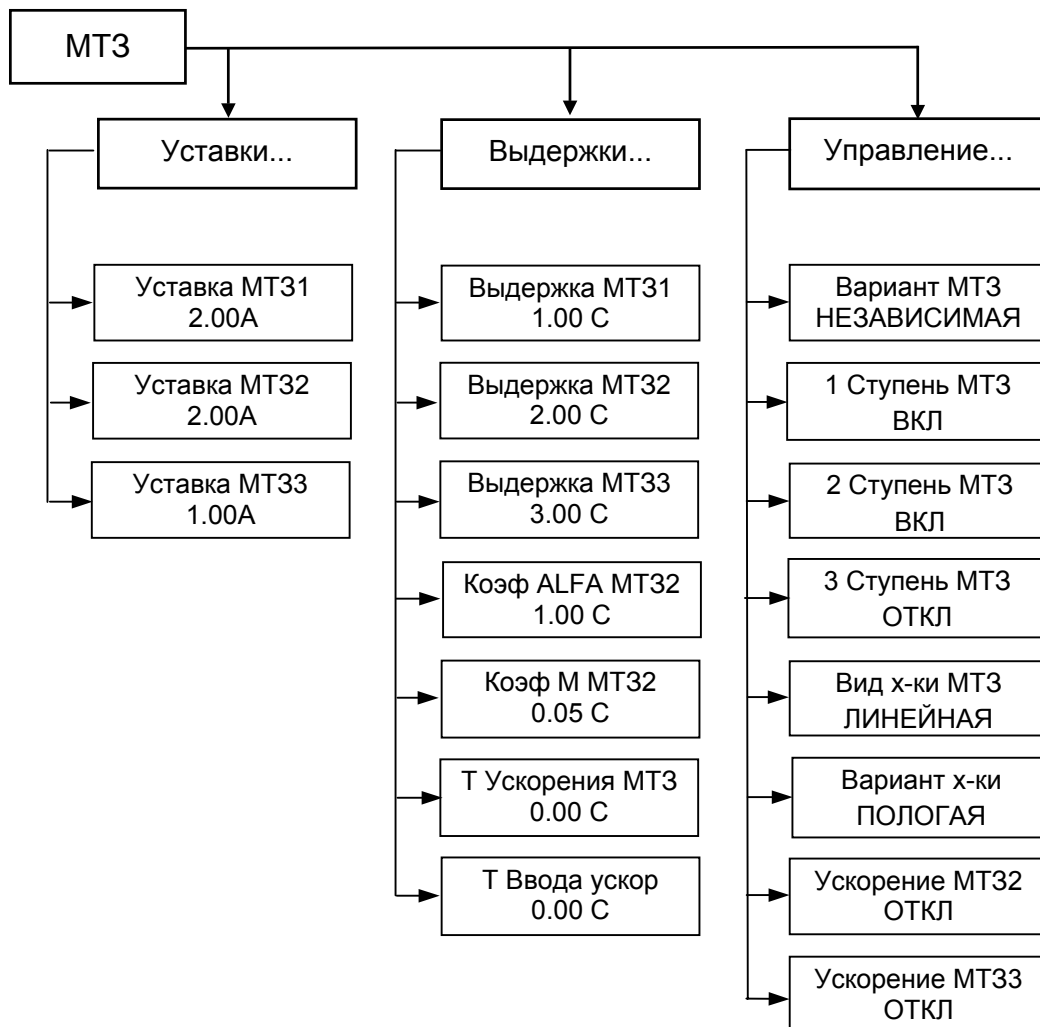 МТЗ
Уставки...
Выдержки...
Управление...
Уставка МТЗ1
2.00А
Уставка МТЗ2
2.00А
Уставка МТЗ3
1.00А
Выдержка МТЗ1
1.00 С
Выдержка МТЗ2
2.00 С
Выдержка МТЗ3
3.00 С
Коэф ALFA МТЗ2
1.00 С
Коэф М МТЗ2
0.05 С
Т Ускорения МТЗ
0.00 С
Т Ввода ускор
0.00 С
Вариант МТЗ
НЕЗАВИСИМАЯ
1 Ступень МТЗ
ВКЛ
2 Ступень МТЗ
ВКЛ
3 Ступень МТЗ
ОТКЛ
Вид х-ки МТЗ
ЛИНЕЙНАЯ
Вариант х-ки
ПОЛОГАЯ
Ускорение МТЗ2
ОТКЛ
Ускорение МТЗ3
ОТКЛ